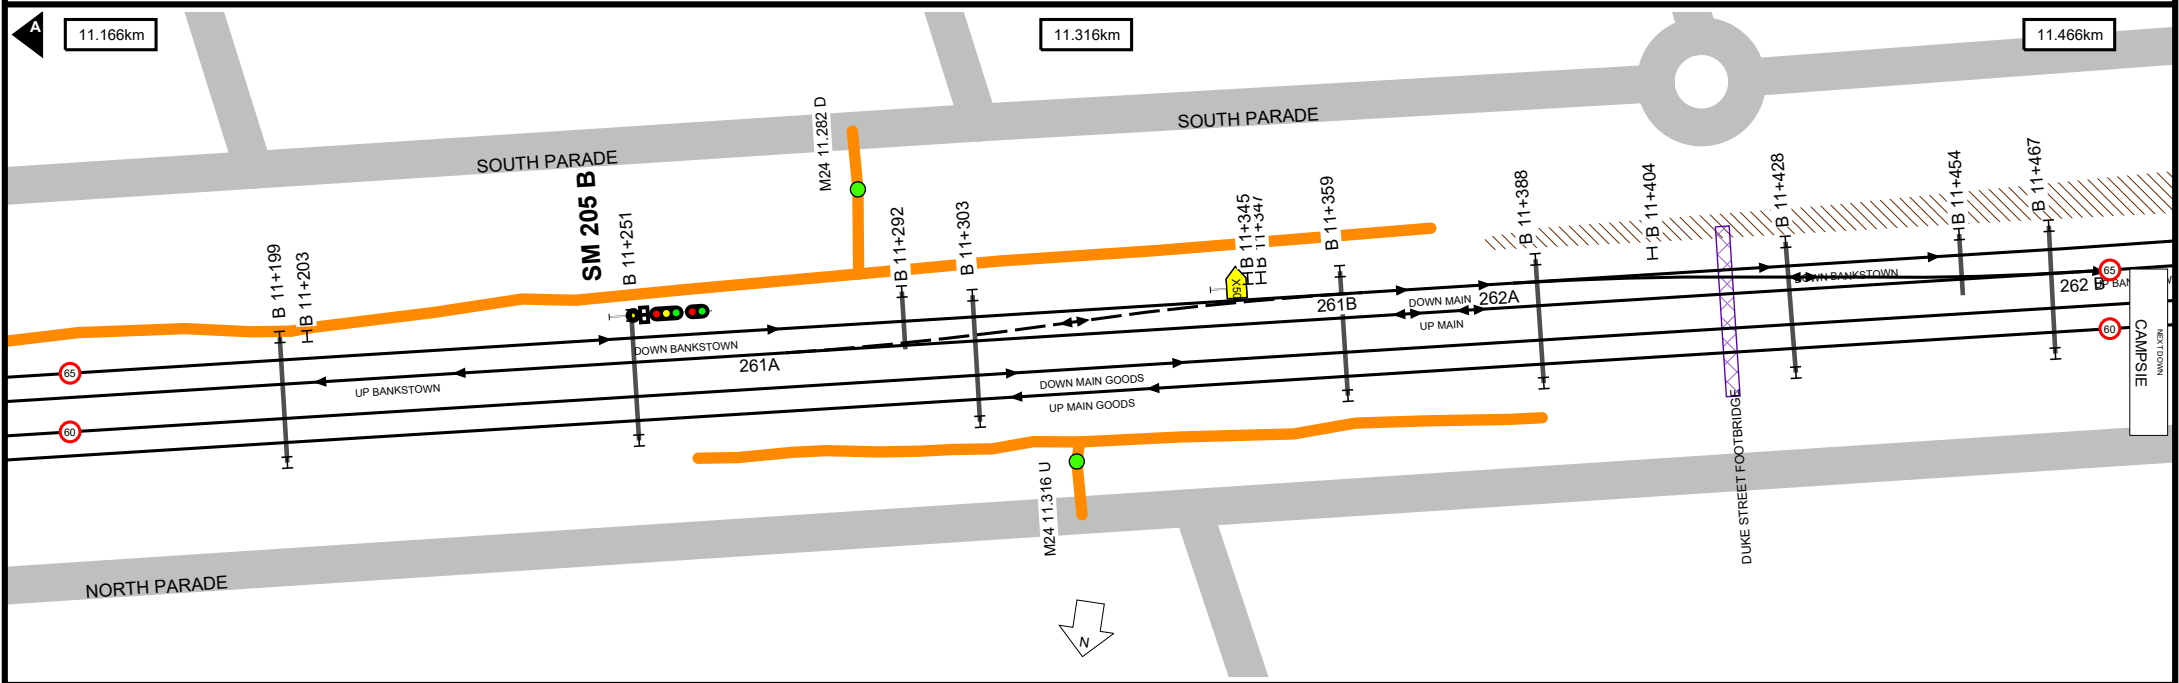 A
11.166km
11.316km
11.466km
SOUTH PARADE
SOUTH PARADE
M24 11.282 D
SM 205 B
B 11+199
B 11+203
B 11+251
B 11+292
B 11+303
B 11+345
B 11+347
B 11+359
B 11+388
B 11+404
B 11+428
B 11+454
B 11+467
X50
65
60
65
60
DOWN BANKSTOWN
UP BANKSTOWN
261A
261B
DOWN MAIN
262A
UP MAIN
DOWN BANKSTOWN
262 B
DOWN MAIN GOODS
UP MAIN GOODS
CAMPSIE
NEXT DOWN
DUKE STREET FOOTBRIDGE
M24 11.316 U
NORTH PARADE
N